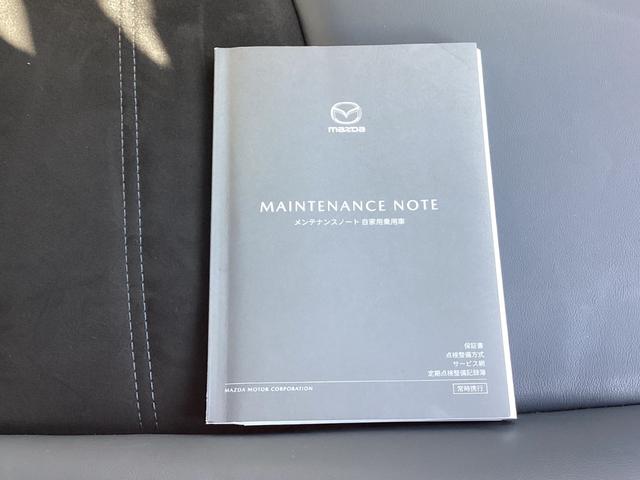 mazda
MAINTENANCE NOTE
メンテナンスノート 自家用乗用車
保証書
点検整備方式
サービス網
定期点検整備記録簿
MAZDA MOTOR CORPORATION
常時携行